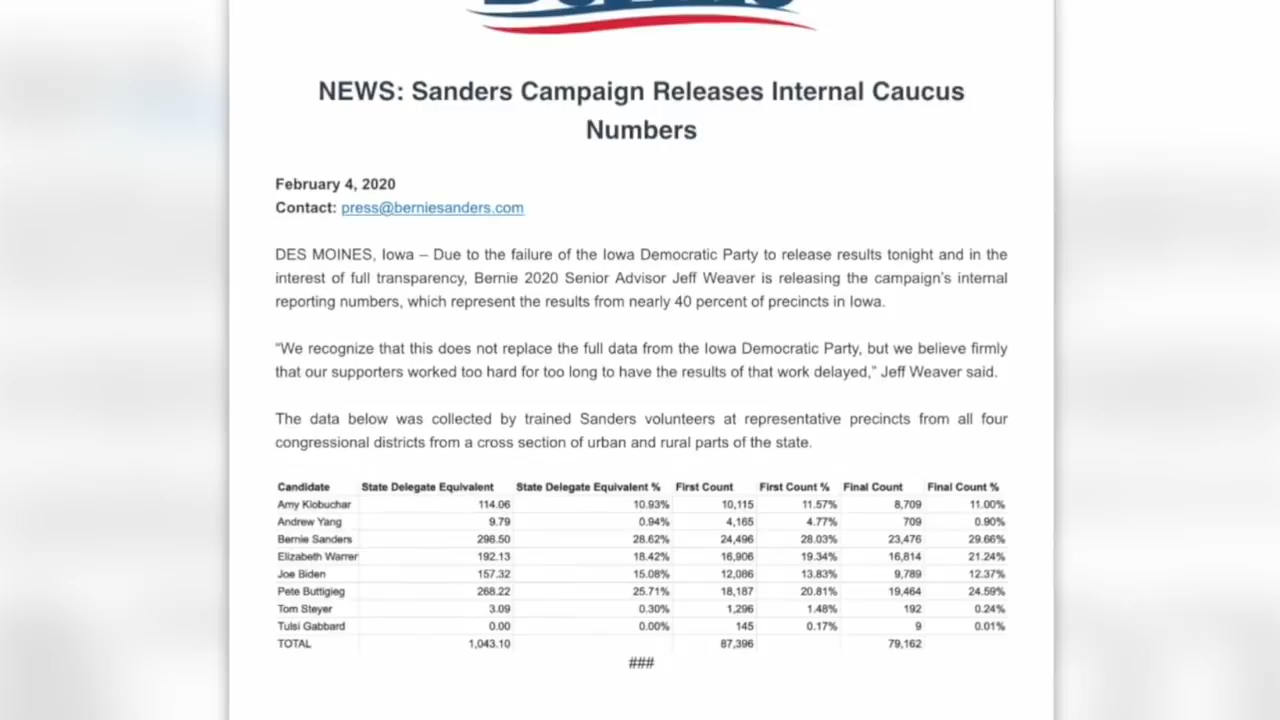 NEWS: Sanders Campaign Releases Internal Caucus
Numbers
February 4, 2020
Contact: press@berniesanders.com
DES MOINES, Iowa – Due to the failure of the Iowa Democratic Party to release results tonight and in the
interest of full transparency, Bernie 2020 Senior Advisor Jeff Weaver is releasing the campaign's internal
reporting numbers, which represent the results from nearly 40 percent of precincts in Iowa.
“We recognize that this does not replace the full data from the Iowa Democratic Party, but we believe firmly
that our supporters worked too hard for too long to have the results of that work delayed,” Jeff Weaver said.
The data below was collected by trained Sanders volunteers at representative precincts from all four
congressional districts from a cross section of urban and rural parts of the state.
Candidate State Delegate Equivalent State Delegate Equivalent % First Count First Count % Final Count Final Count %
Amy Klobuchar 114.06 10.93% 10,115 11.57% 8,709 11.00%
Andrew Yang 9.79 0.94% 4,165 4.77% 709 0.90%
Bernie Sanders 298.50 28.62% 24,496 28.03% 23,476 29.66%
Elizabeth Warren 192.13 18.42% 16,906 19.34% 16,814 21.24%
Joe Biden 157.32 15.08% 12,086 13.83% 9,789 12.37%
Pete Buttigieg 268.22 25.71% 18,187 20.81% 19,464 24.59%
Tom Steyer 3.09 0.30% 1,296 1.48% 192 0.24%
Tulsi Gabbard 0.00 0.00% 145 0.17% 9 0.01%
TOTAL 1,043.10 87,396 79,162
###